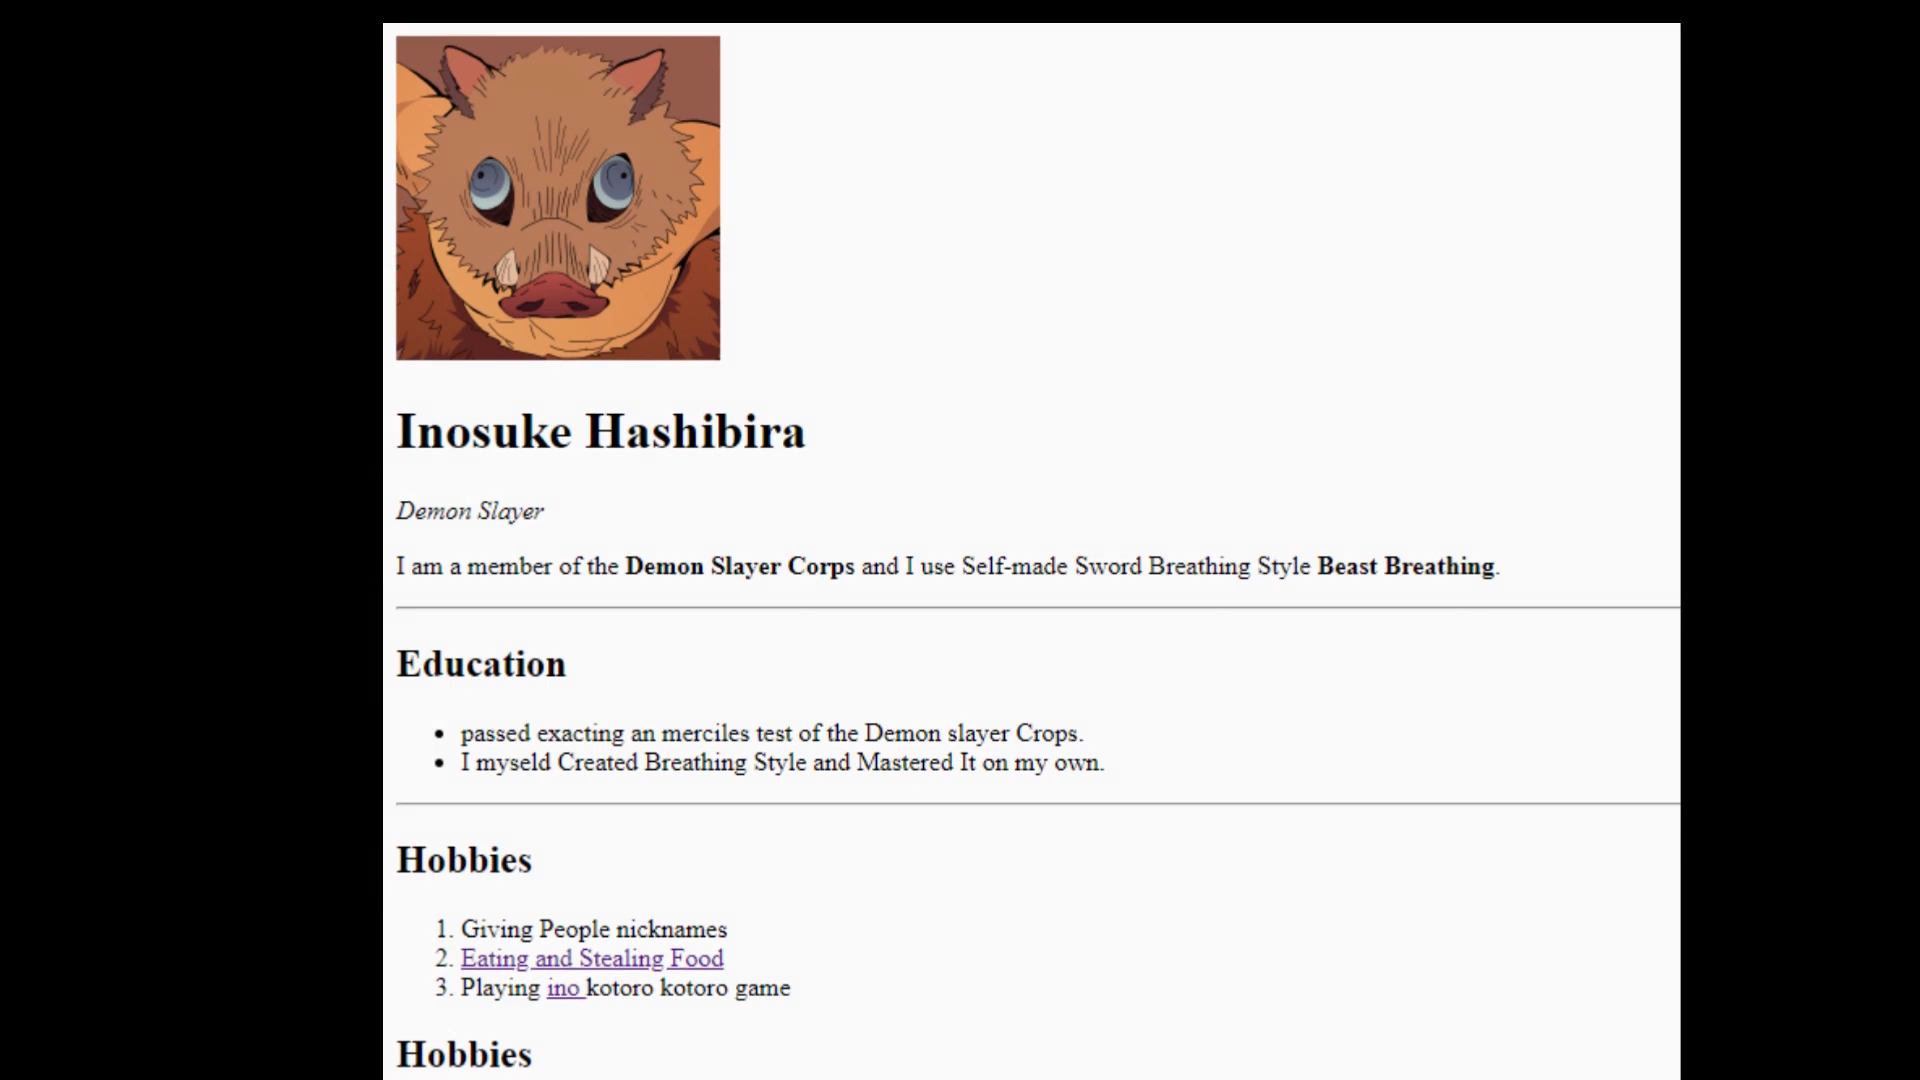 Inosuke Hashibira
Demon Slayer
I am a member of the Demon Slayer Corps and I use Self-made Sword Breathing Style Beast Breathing.
Education
• passed exacting an merciles test of the Demon slayer Crops.
• I myseld Created Breathing Style and Mastered It on my own.
Hobbies
1. Giving People nicknames
2. Eating and Stealing Food
3. Playing ino kotoro kotoro game
Hobbies